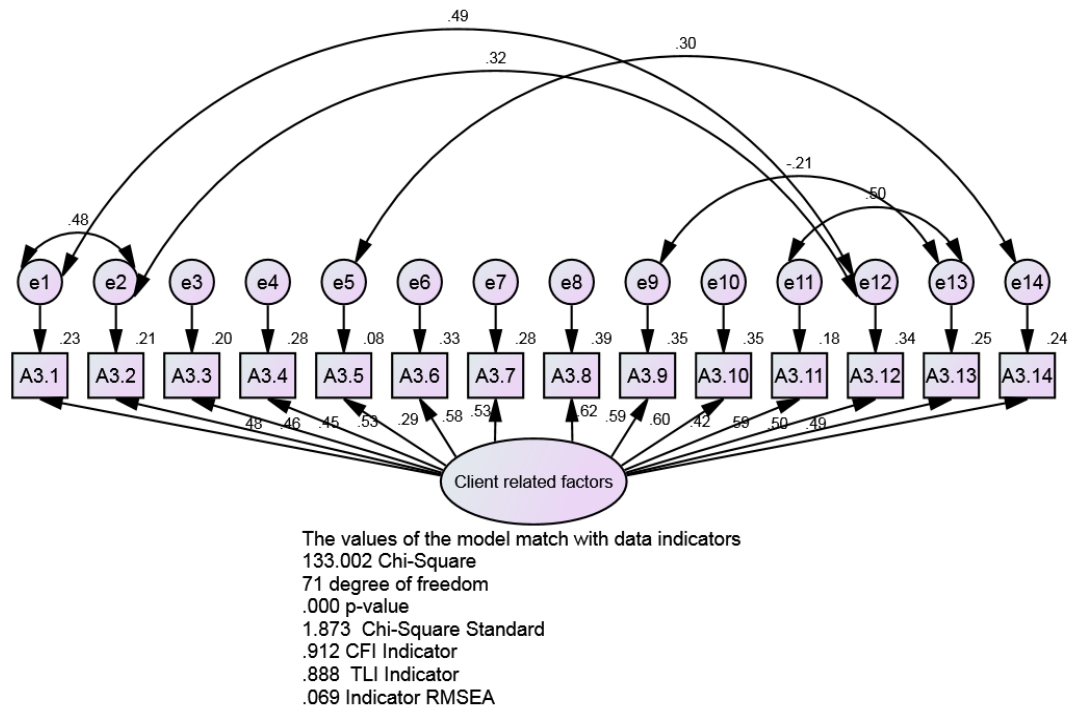 .49
.30
.32
-.21
.50
.48
e1 e2 e3 e4 e5 e6 e7 e8 e9 e10 e11 e12 e13 e14
.23 .21 .20 .28 .08 .33 .28 .39 .35 .35 .18 .34 .25 .24
A3.1 A3.2 A3.3 A3.4 A3.5 A3.6 A3.7 A3.8 A3.9 A3.10 A3.11 A3.12 A3.13 A3.14
.48 .46 .45 .53 .29 .58 .53 .62 .59 .60 .42 .59 .50 .49
Client related factors
The values of the model match with data indicators
133.002 Chi-Square
71 degree of freedom
.000 p-value
1.873  Chi-Square Standard
.912 CFI Indicator
.888  TLI Indicator
.069 Indicator RMSEA